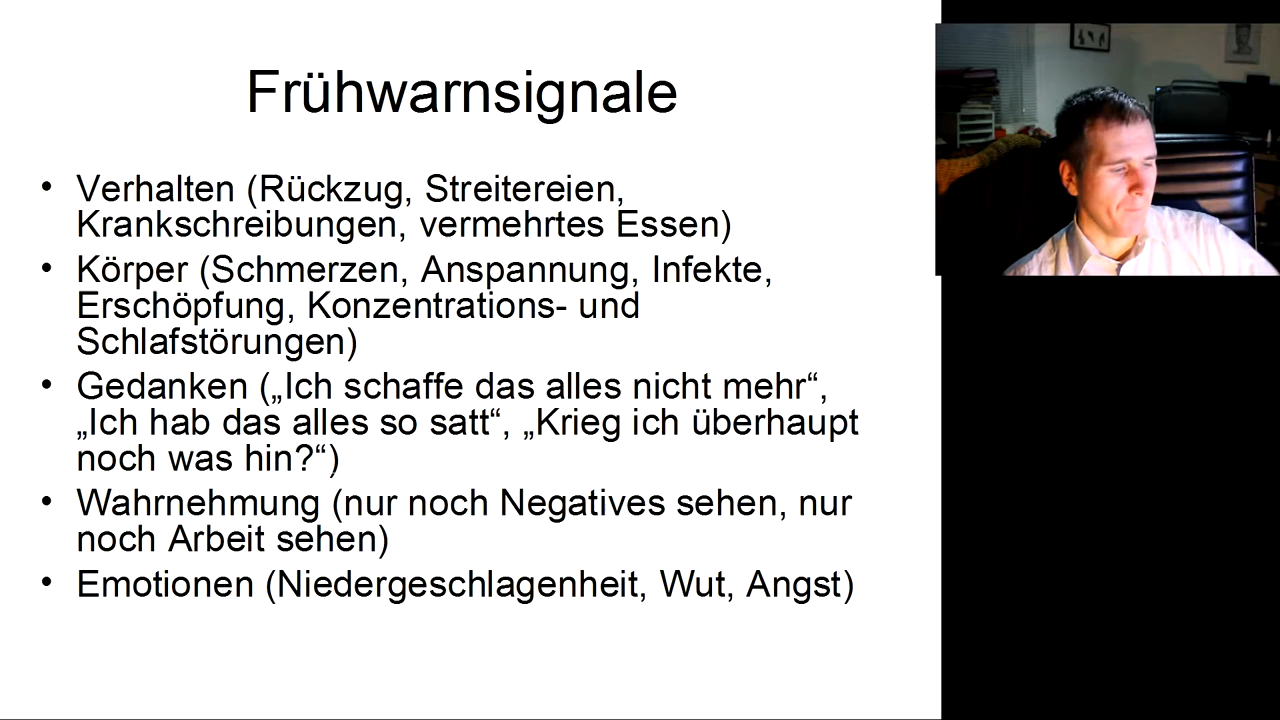 Frühwarnsignale
• Verhalten (Rückzug, Streitereien,
Krankschreibungen, vermehrtes Essen)
• Körper (Schmerzen, Anspannung, Infekte,
Erschöpfung, Konzentrations- und
Schlafstörungen)
• Gedanken („Ich schaffe das alles nicht mehr“,
„Ich hab das alles so satt“, „Krieg ich überhaupt
noch was hin?“)
• Wahrnehmung (nur noch Negatives sehen, nur
noch Arbeit sehen)
• Emotionen (Niedergeschlagenheit, Wut, Angst)